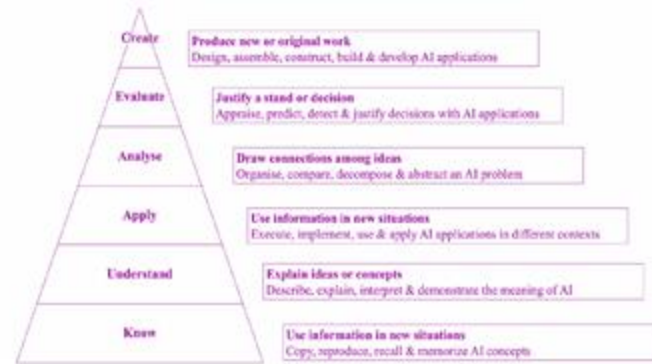 Create
Produce new or original work
Design, assemble, construct, build & develop AI applications
Evaluate
Justify a stand or decision
Appraise, predict, detect & justify decisions with AI applications
Analyse
Draw connections among ideas
Organise, compare, decompose & abstract an AI problem
Apply
Use information in new situations
Execute, implement, use & apply AI applications in different contexts
Understand
Explain ideas or concepts
Describe, explain, interpret & demonstrate the meaning of AI
Know
Use information in new situations
Copy, reproduce, recall & memorize AI concepts